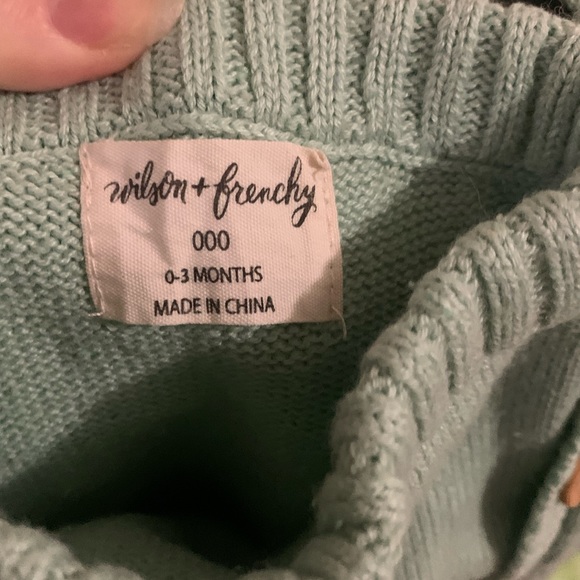 wilson + frenchy
000
0-3 MONTHS
MADE IN CHINA